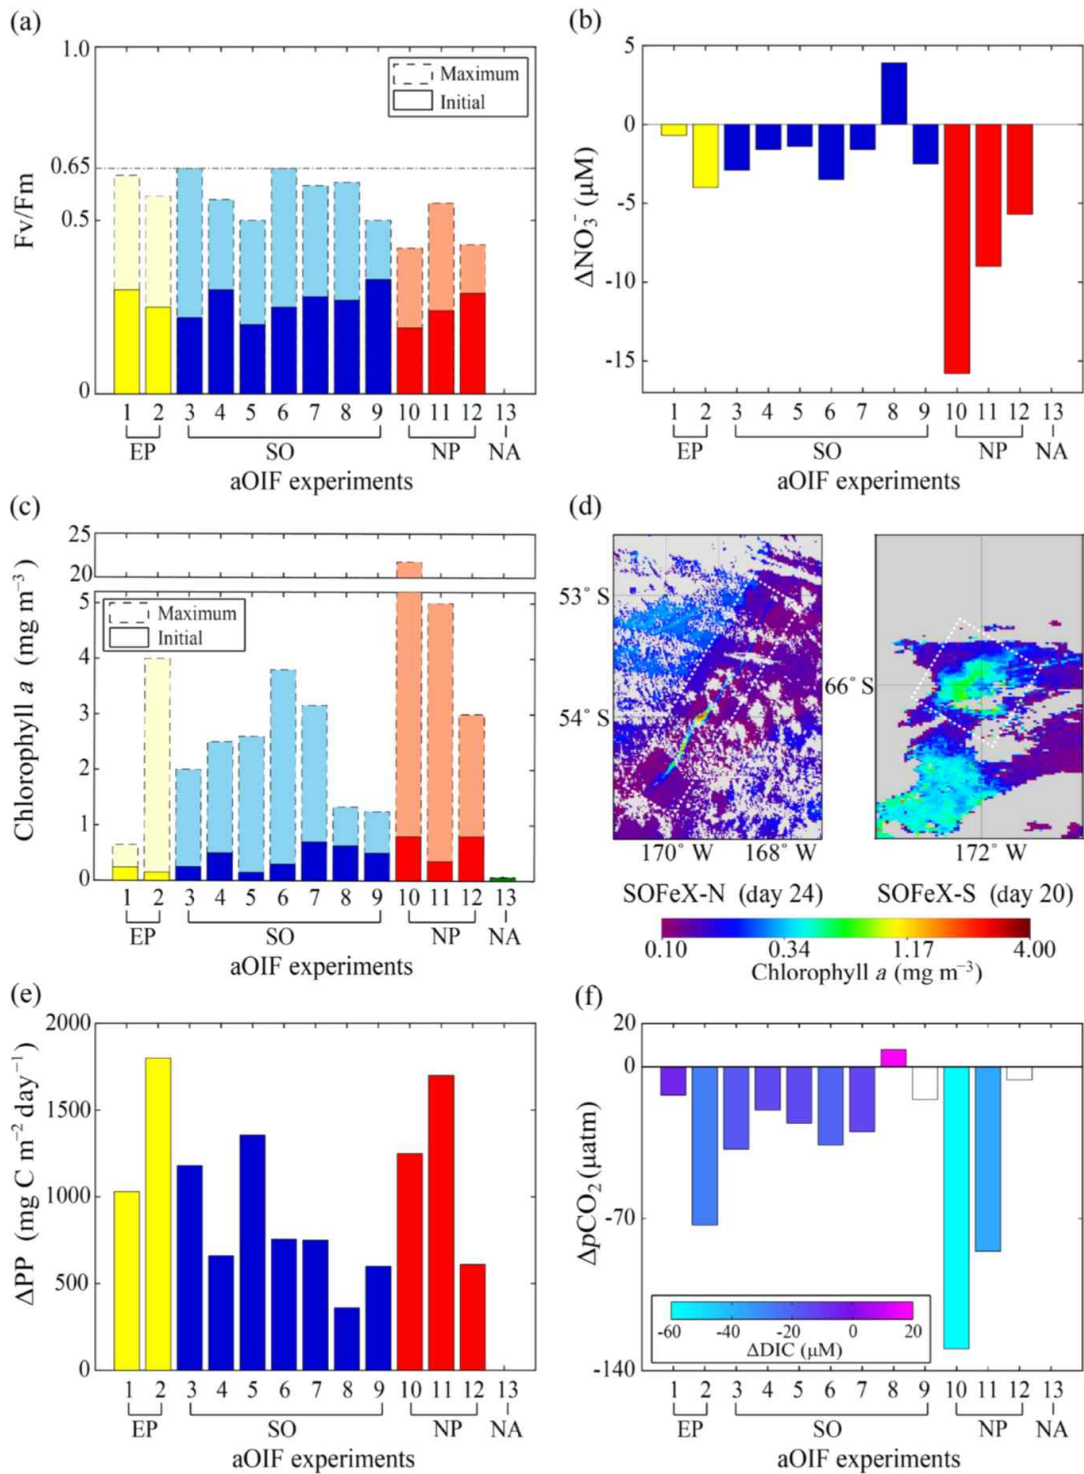 (a)
1.0
0.65
0.5
0
Fv/Fm
Maximum
Initial
1 2 3 4 5 6 7 8 9 10 11 12 13
EP SO NP NA
aOIF experiments
(b)
5
0
-5
-10
-15
ΔNO₃⁻ (μM)
1 2 3 4 5 6 7 8 9 10 11 12 13
EP SO NP NA
aOIF experiments
(c)
25
20
5
4
3
2
1
0
Chlorophyll a (mg m⁻³)
Maximum
Initial
1 2 3 4 5 6 7 8 9 10 11 12 13
EP SO NP NA
aOIF experiments
(d)
53° S
54° S
170° W 168° W
SOFeX-N (day 24)
66° S
172° W
SOFeX-S (day 20)
0.10 0.34 1.17 4.00
Chlorophyll a (mg m⁻³)
(e)
2000
1500
1000
500
0
ΔPP (mg C m⁻² day⁻¹)
1 2 3 4 5 6 7 8 9 10 11 12 13
EP SO NP NA
aOIF experiments
(f)
20
0
-70
-140
ΔpCO₂ (μatm)
-60 -40 -20 0 20
ΔDIC (μM)
1 2 3 4 5 6 7 8 9 10 11 12 13
EP SO NP NA
aOIF experiments